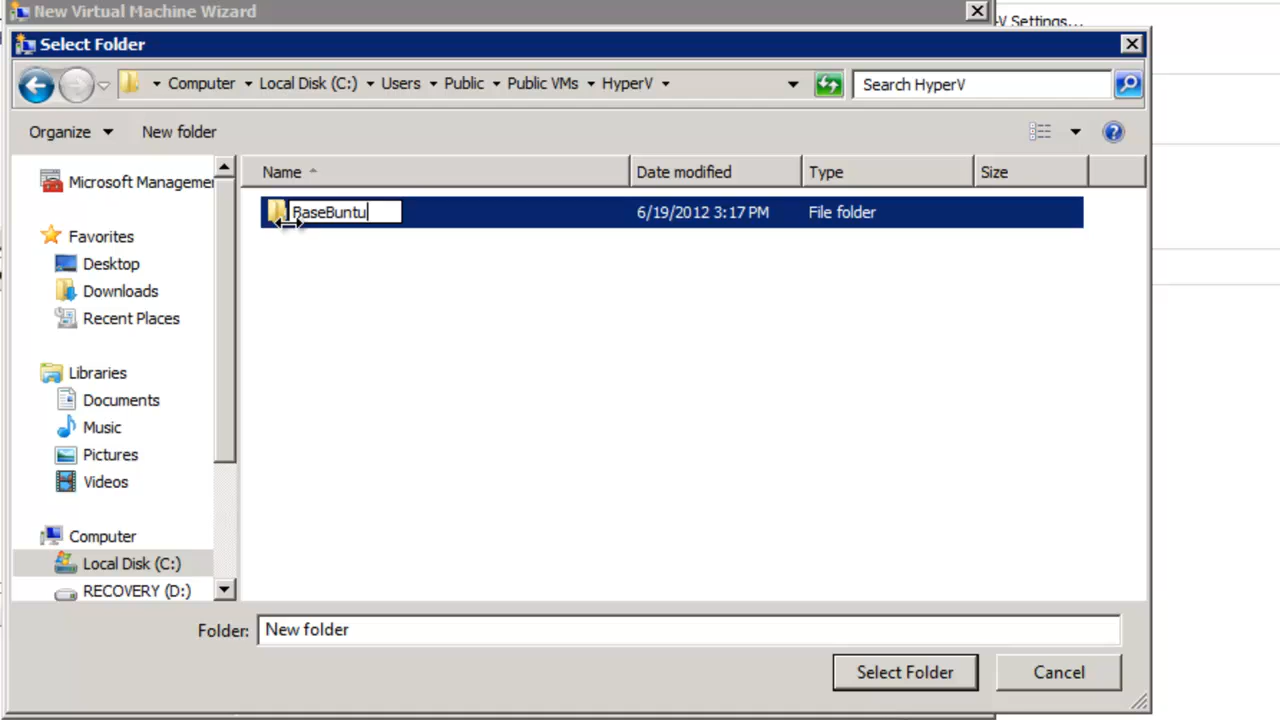 New Virtual Machine Wizard
-V Settings...
Select Folder
Computer Local Disk (C:) Users Public Public VMs HyperV
Search HyperV
Organize New folder
Name Date modified Type Size
BaseBuntu 6/19/2012 3:17 PM File folder
Microsoft Manageme
Favorites
Desktop
Downloads
Recent Places
Libraries
Documents
Music
Pictures
Videos
Computer
Local Disk (C:)
RECOVERY (D:)
Folder: New folder
Select Folder Cancel